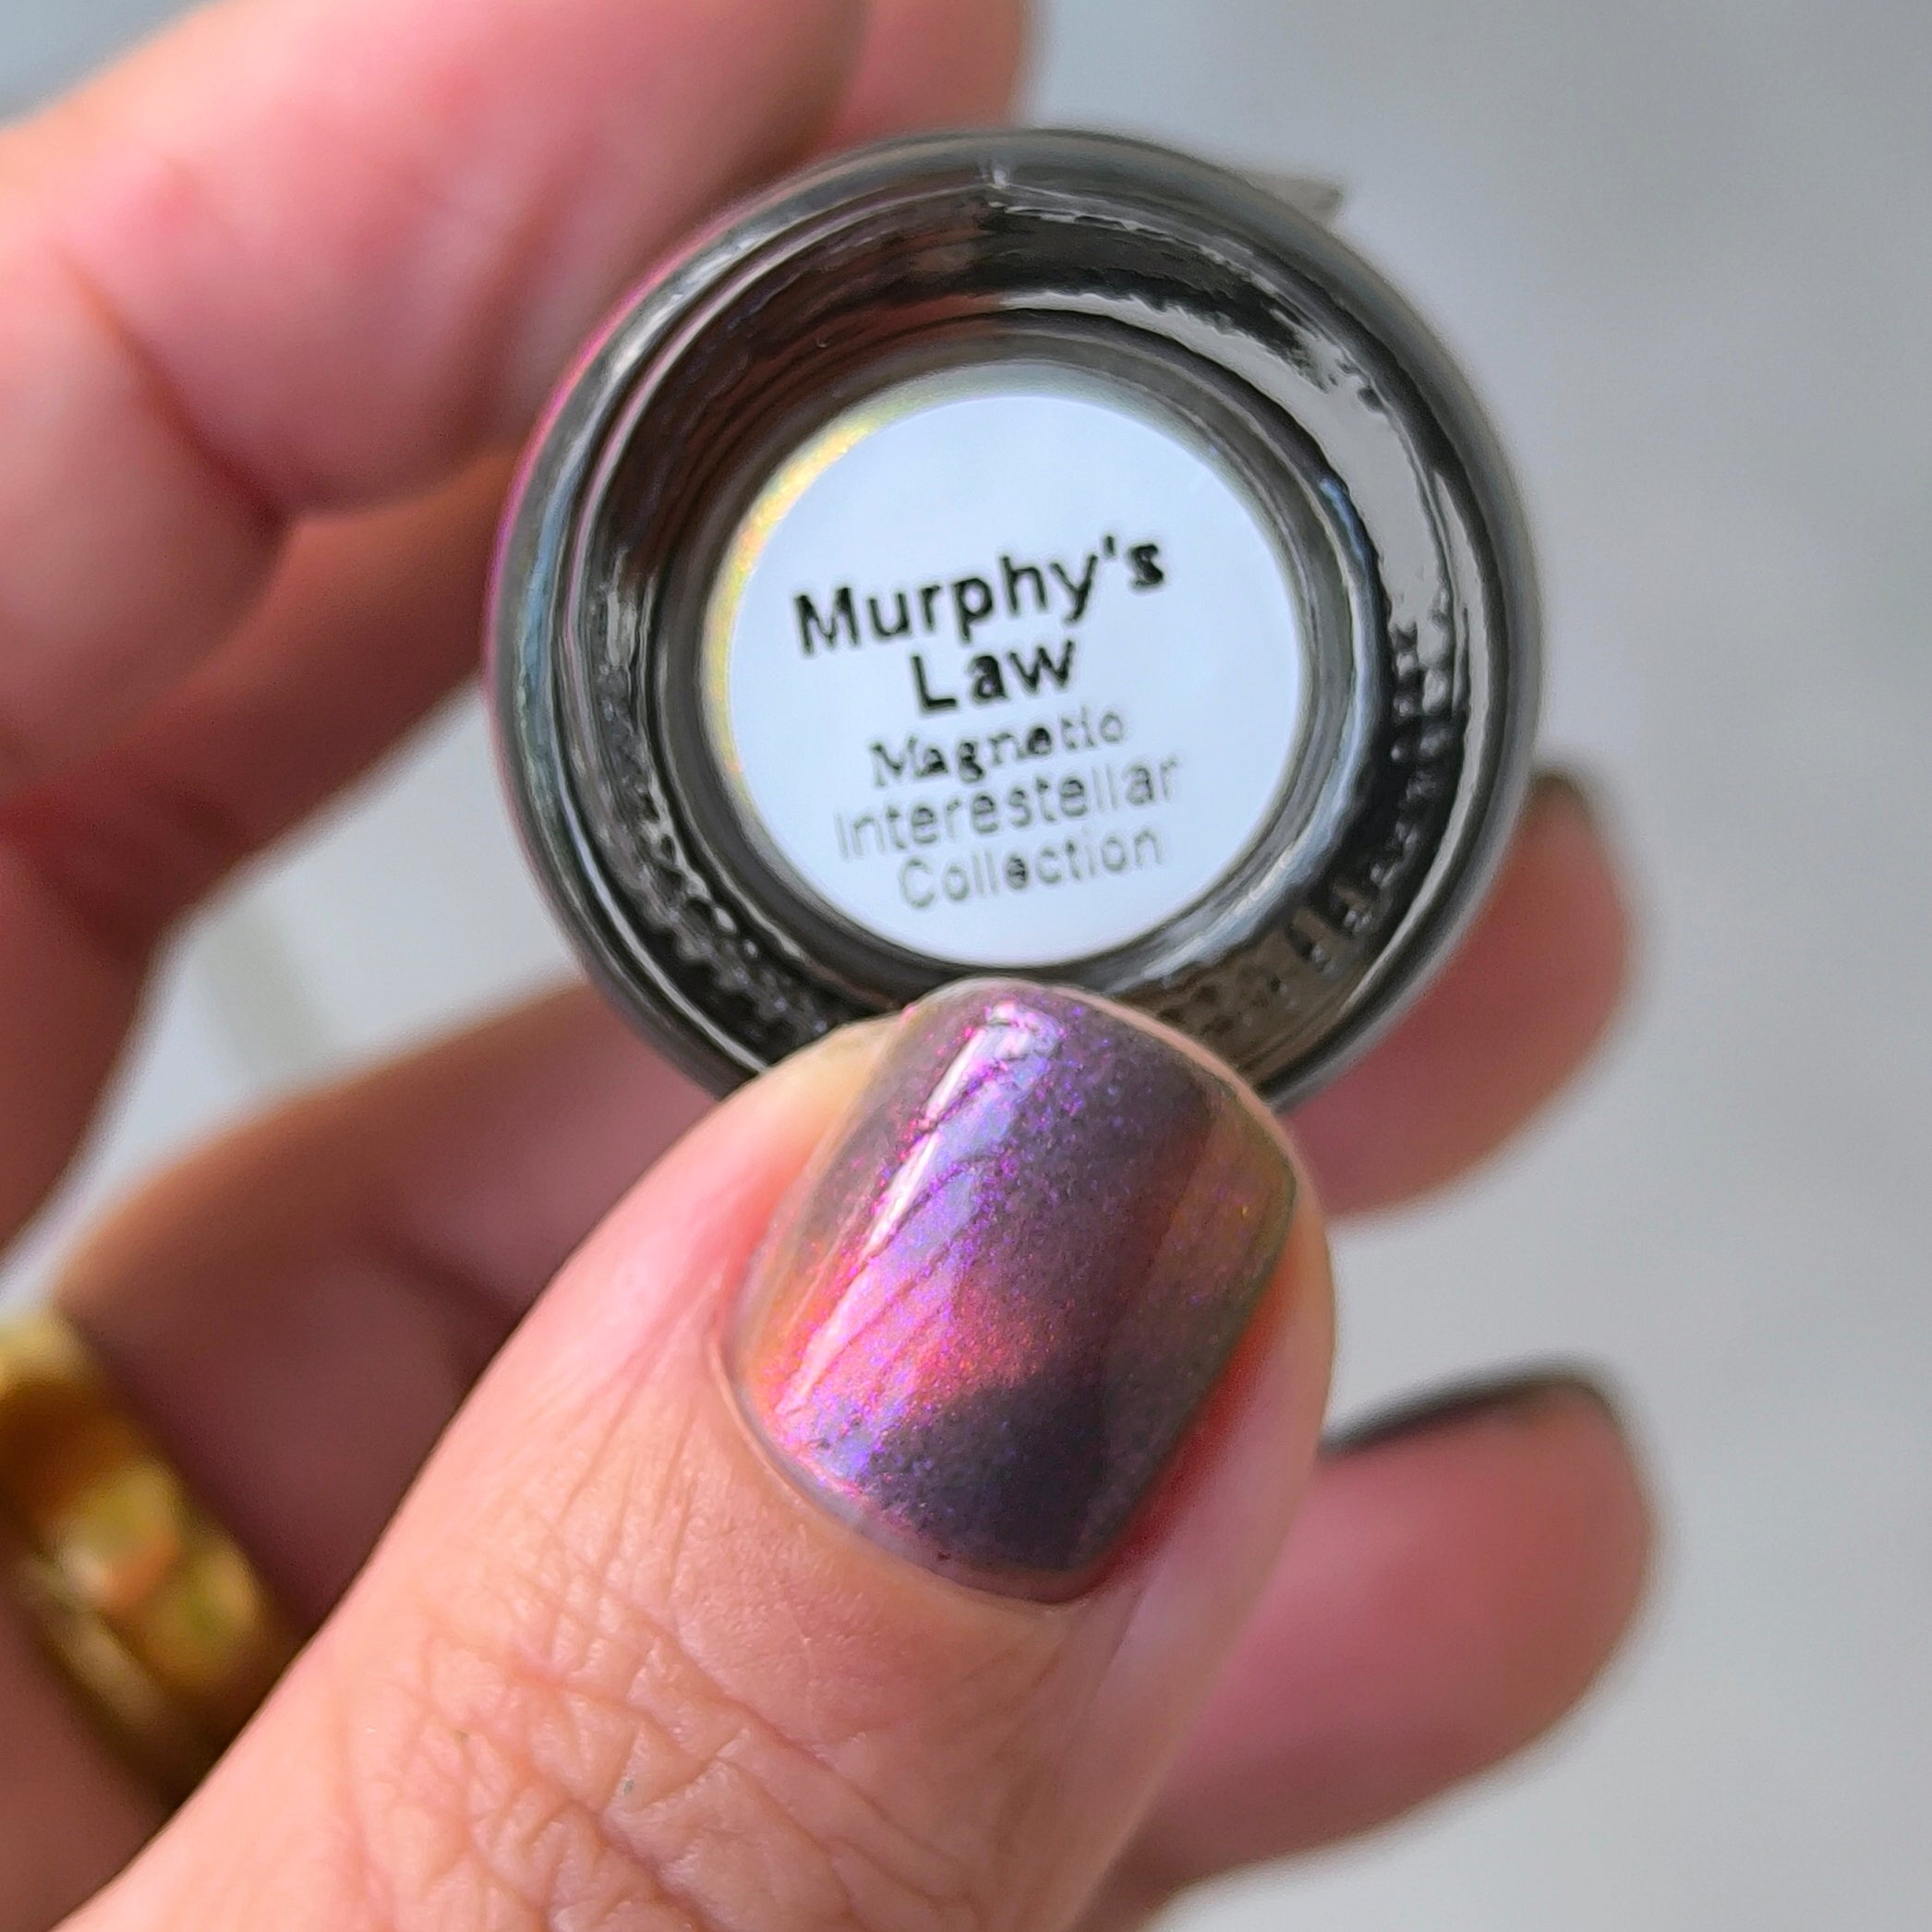 Murphy's
Law
Magnetic
Interestellar
Collection